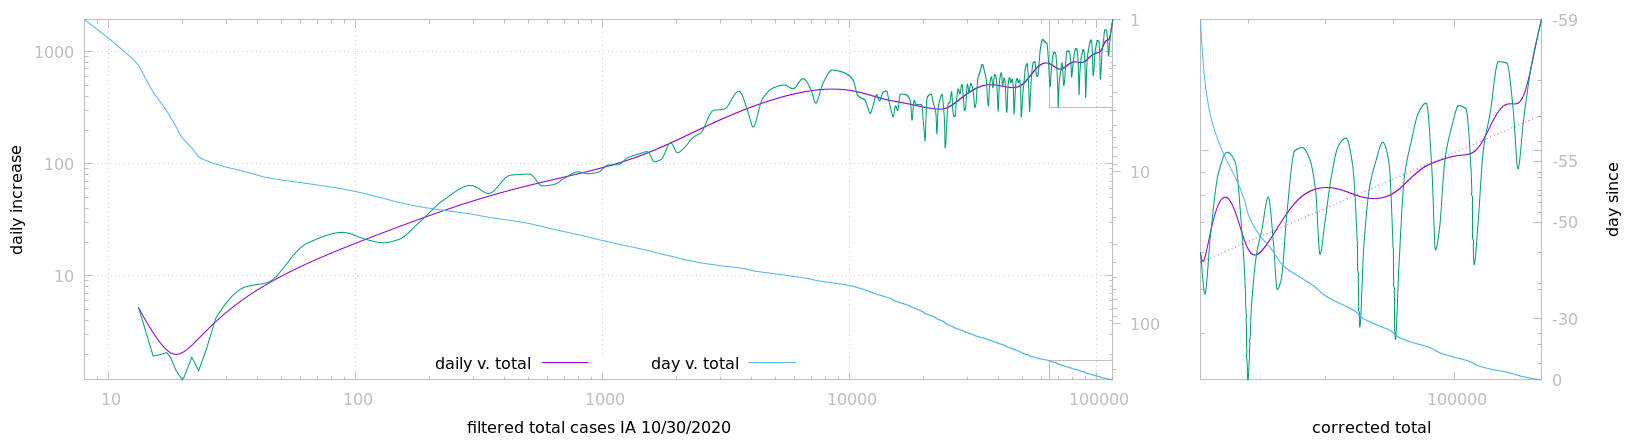 1000
100
10
daily increase
daily v. total
day v. total
10
100
1000
10000
100000
filtered total cases IA 10/30/2020
1
10
100
-59
-55
-50
-30
0
day since
100000
corrected total